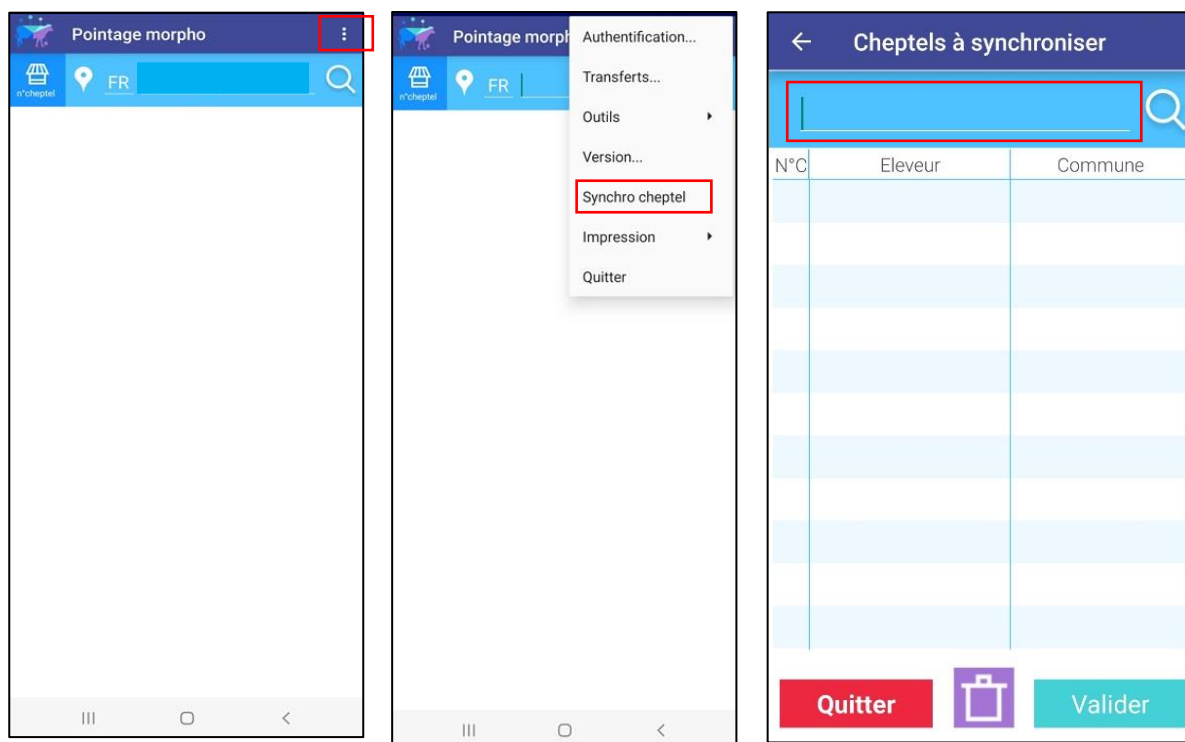 Pointage morpho
n°cheptel
FR
Pointage morph
n°cheptel
FR
Authentification...
Transferts...
Outils
Version...
Synchro cheptel
Impression
Quitter
Cheptels à synchroniser
N°C Eleveur Commune
Quitter Valider